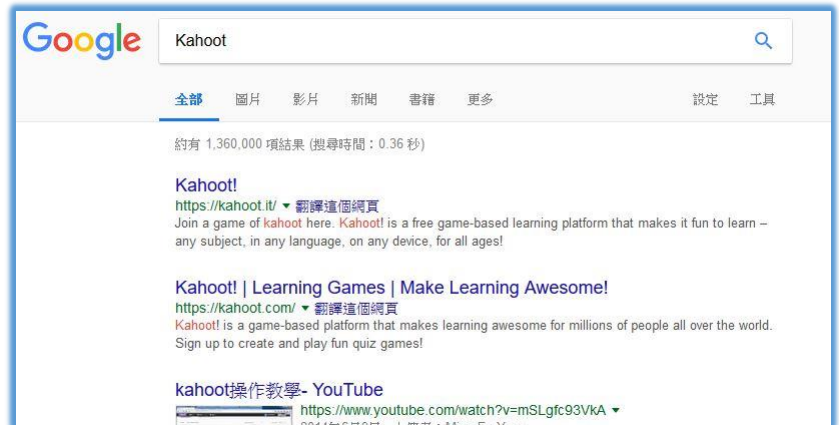 Google Kahoot
全部 圖片 影片 新聞 書籍 更多 設定 工具
約有 1,360,000 項結果 (搜尋時間：0.36 秒)
Kahoot!
https://kahoot.it/ ▼ 翻譯這個網頁
Join a game of kahoot here. Kahoot! is a free game-based learning platform that makes it fun to learn –
any subject, in any language, on any device, for all ages!
Kahoot! | Learning Games | Make Learning Awesome!
https://kahoot.com/ ▼ 翻譯這個網頁
Kahoot! is a game-based platform that makes learning awesome for millions of people all over the world.
Sign up to create and play fun quiz games!
kahoot操作教學- YouTube
https://www.youtube.com/watch?v=mSLgfc93VkA ▼